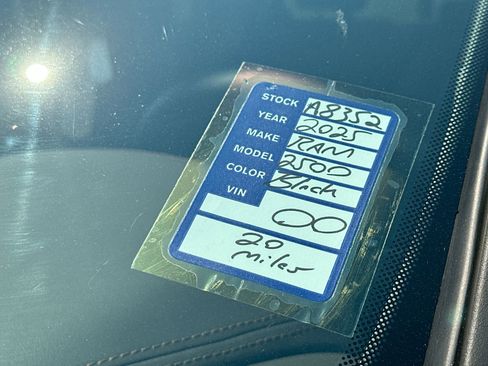 STOCK A8352
YEAR 2025
MAKE RAM
MODEL 2500
COLOR Black
VIN
00
20
miles